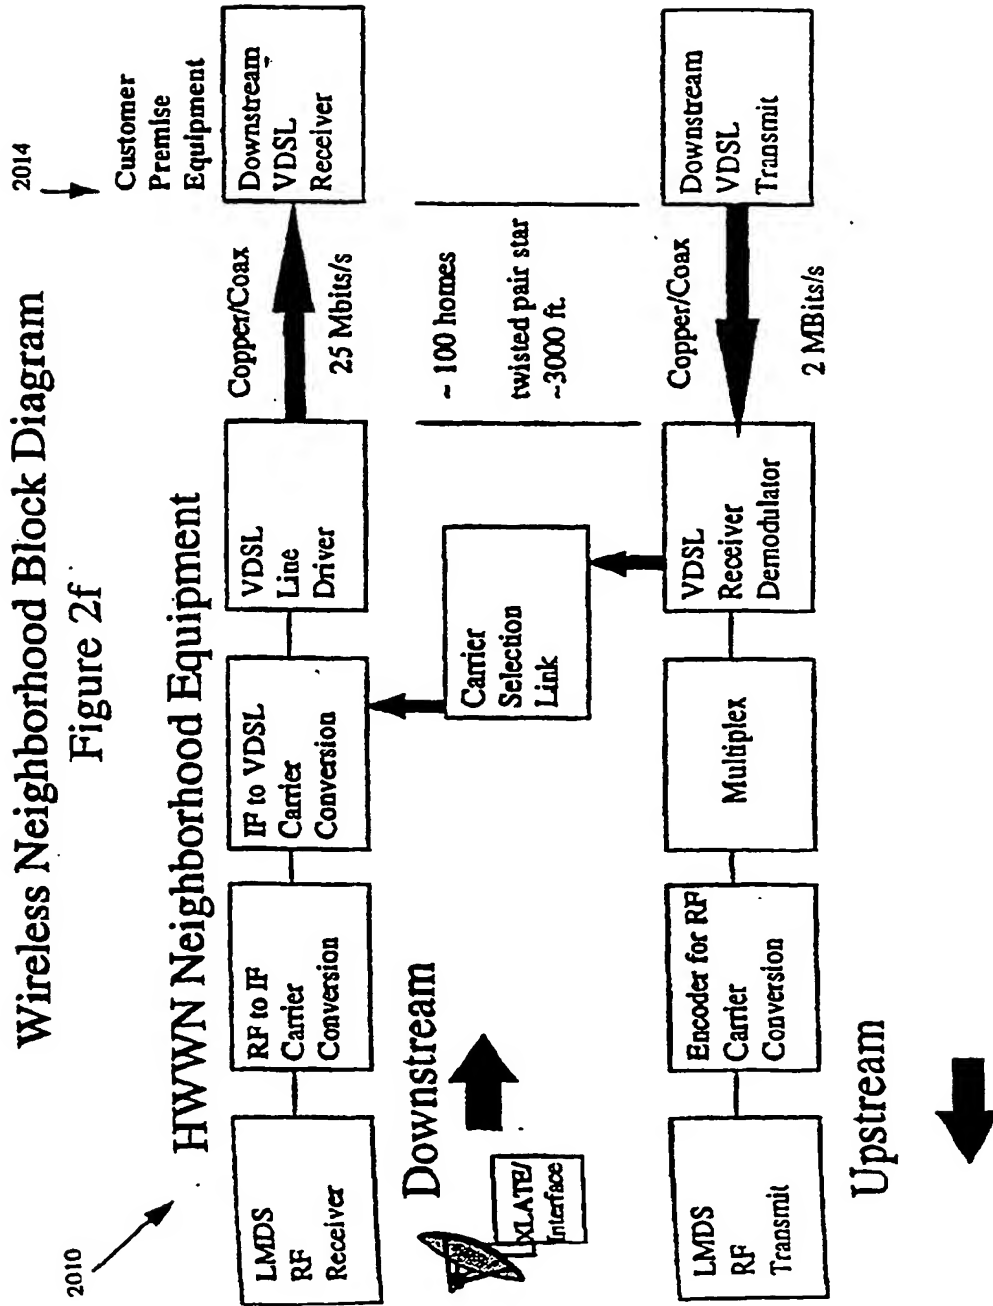 Wireless Neighborhood Block Diagram
Figure 2f
2010
HWWN Neighborhood Equipment
2014
Customer
Premise
Equipment
LMDS
RF
Receiver
RF to IF
Carrier
Conversion
IF to VDSL
Carrier
Conversion
VDSL
Line
Driver
Copper/Coax
25 Mbits/s
Downstream
VDSL
Receiver
Downstream
XLATE/
Interface
Carrier
Selection
Link
~ 100 homes
twisted pair star
~3000 ft.
LMDS
RF
Transmit
Encoder for RF
Carrier
Conversion
Multiplex
VDSL
Receiver
Demodulator
Copper/Coax
2 MBits/s
Downstream
VDSL
Transmit
Upstream